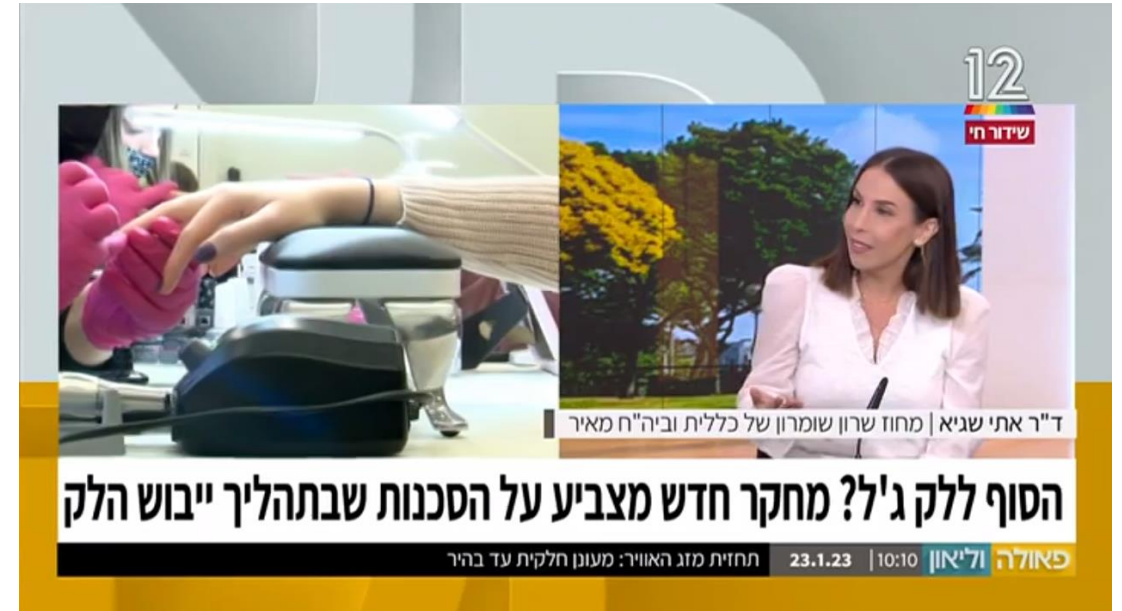 12
שידור חי
ד"ר אתי שגיא | מחוז שרון שומרון של כללית וביה"ח מאיר
הסוף ללק ג'ל? מחקר חדש מצביע על הסכנות שבתהליך ייבוש הלק
פאולה וליאון 10:10 | 23.1.23 תחזית מזג האוויר: מעונן חלקית עד בהיר